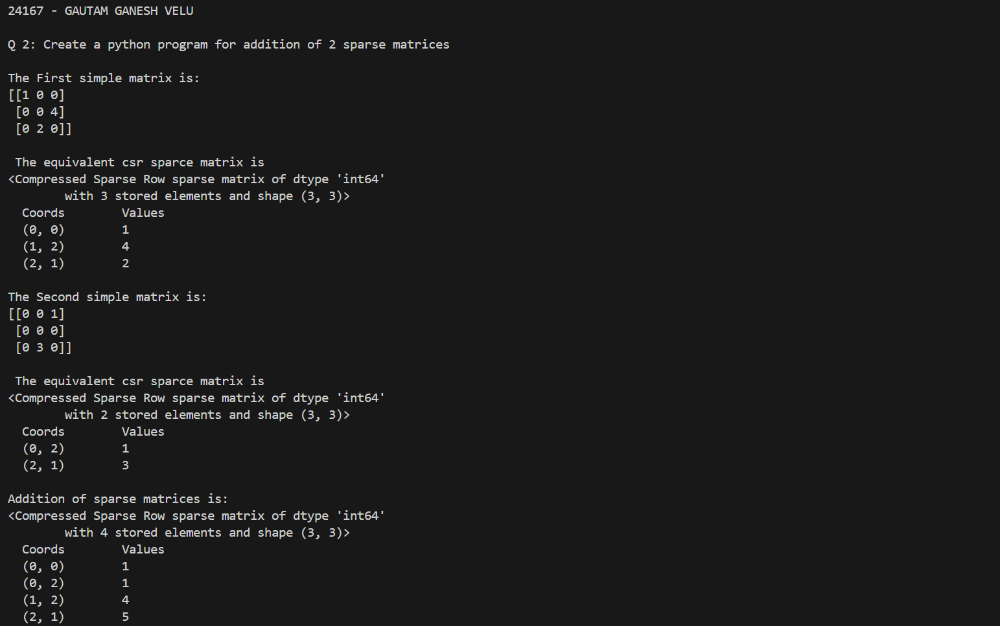 24167 - GAUTAM GANESH VELU
Q 2: Create a python program for addition of 2 sparse matrices
The First simple matrix is:
[[1 0 0]
[0 0 4]
[0 2 0]]
The equivalent csr sparce matrix is
<Compressed Sparse Row sparse matrix of dtype 'int64'
with 3 stored elements and shape (3, 3)>
Coords Values
(0, 0) 1
(1, 2) 4
(2, 1) 2
The Second simple matrix is:
[[0 0 1]
[0 0 0]
[0 3 0]]
The equivalent csr sparce matrix is
<Compressed Sparse Row sparse matrix of dtype 'int64'
with 2 stored elements and shape (3, 3)>
Coords Values
(0, 2) 1
(2, 1) 3
Addition of sparse matrices is:
<Compressed Sparse Row sparse matrix of dtype 'int64'
with 4 stored elements and shape (3, 3)>
Coords Values
(0, 0) 1
(0, 2) 1
(1, 2) 4
(2, 1) 5